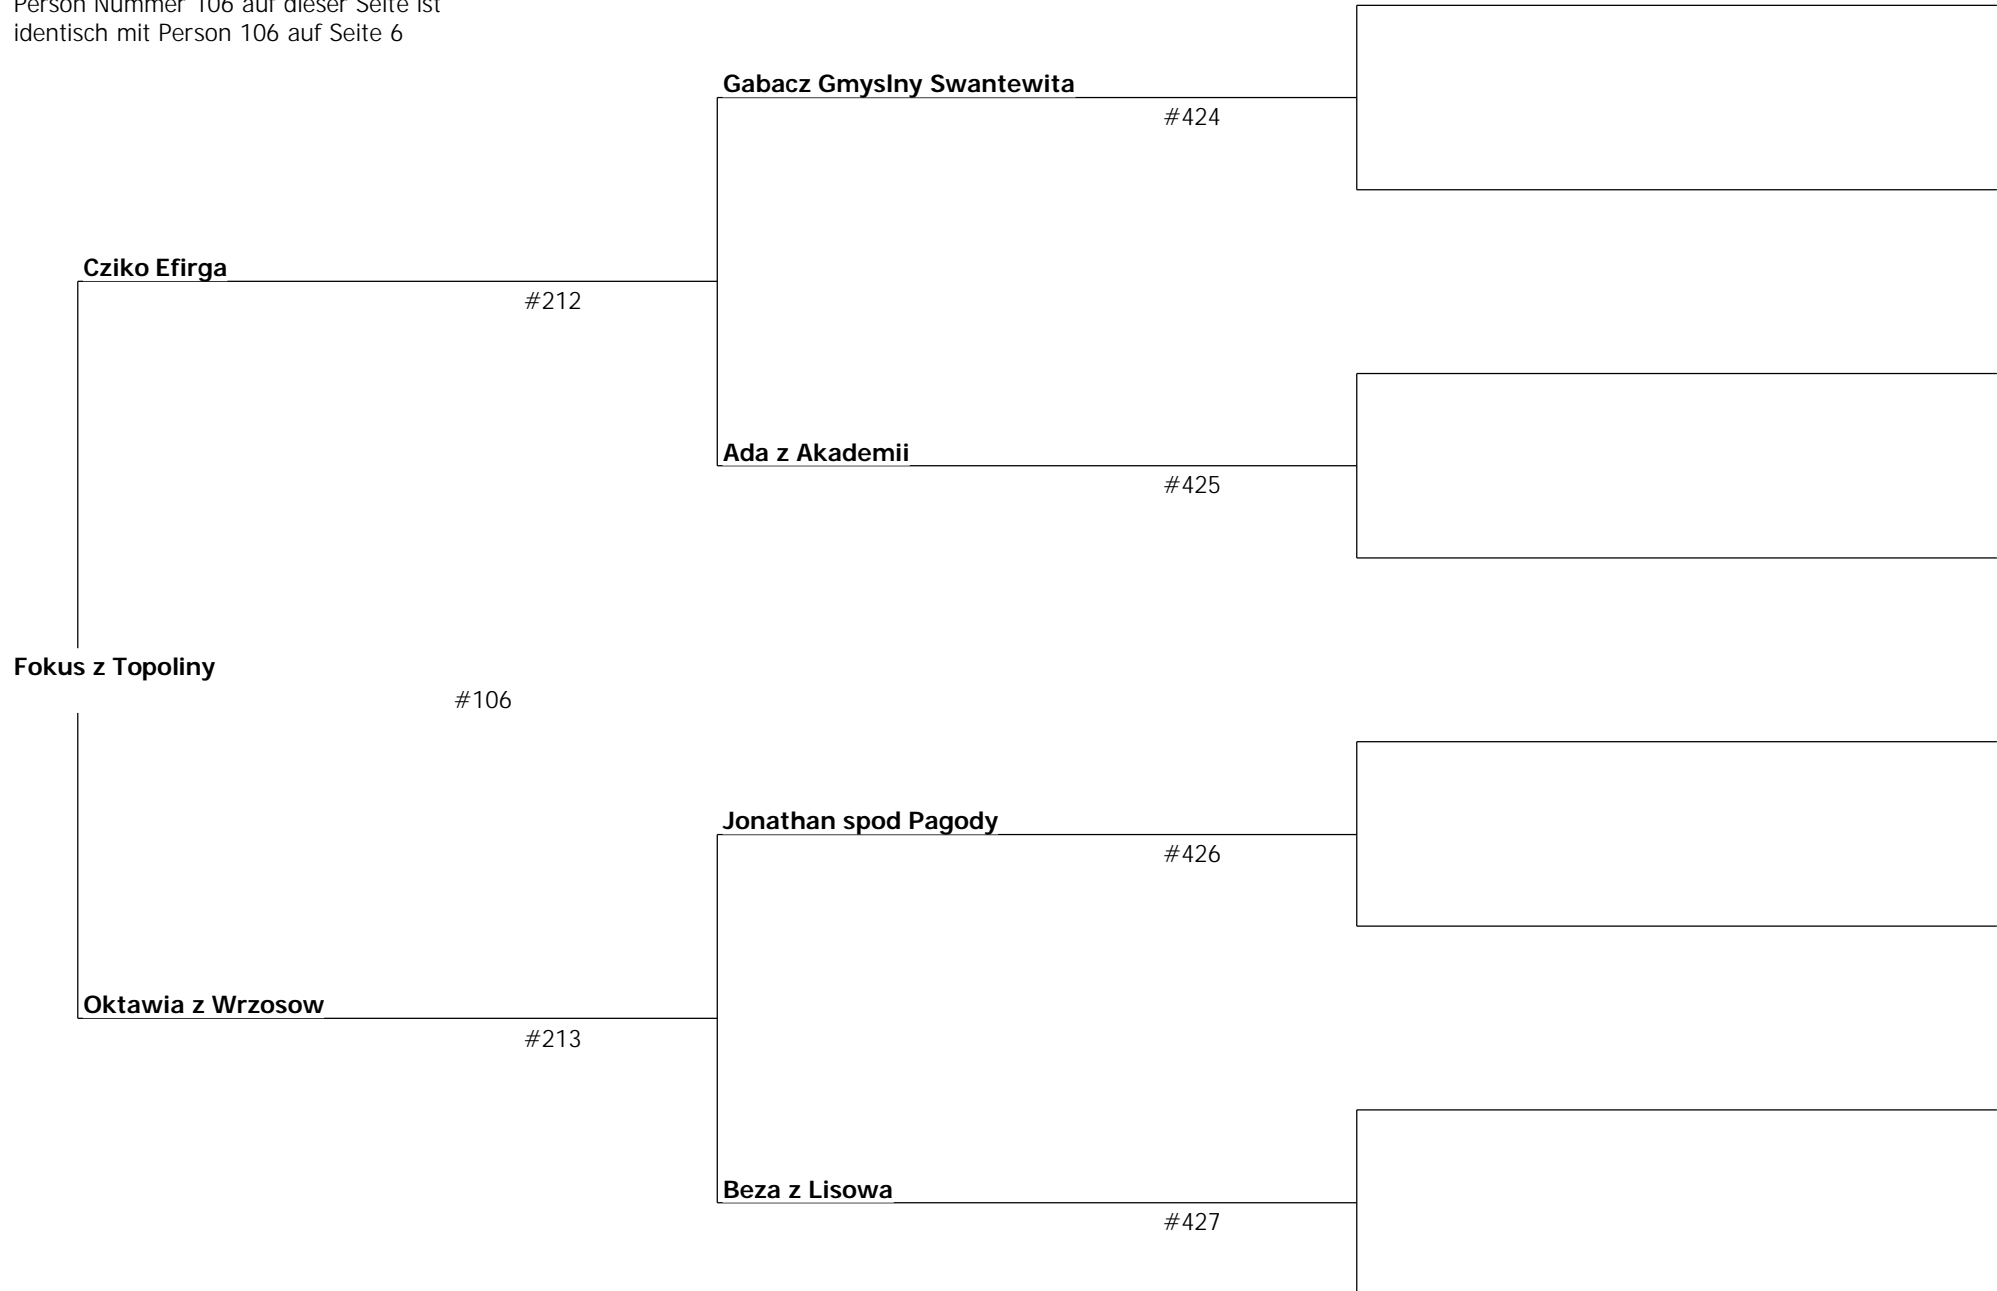 Person Nummer 106 auf dieser Seite ist
identisch mit Person 106 auf Seite 6
Gabacz Gmyslny Swantewita
#424
Cziko Efirga
#212
Ada z Akademii
#425
Fokus z Topoliny
#106
Jonathan spod Pagody
#426
Oktawia z Wrzosow
#213
Beza z Lisowa
#427